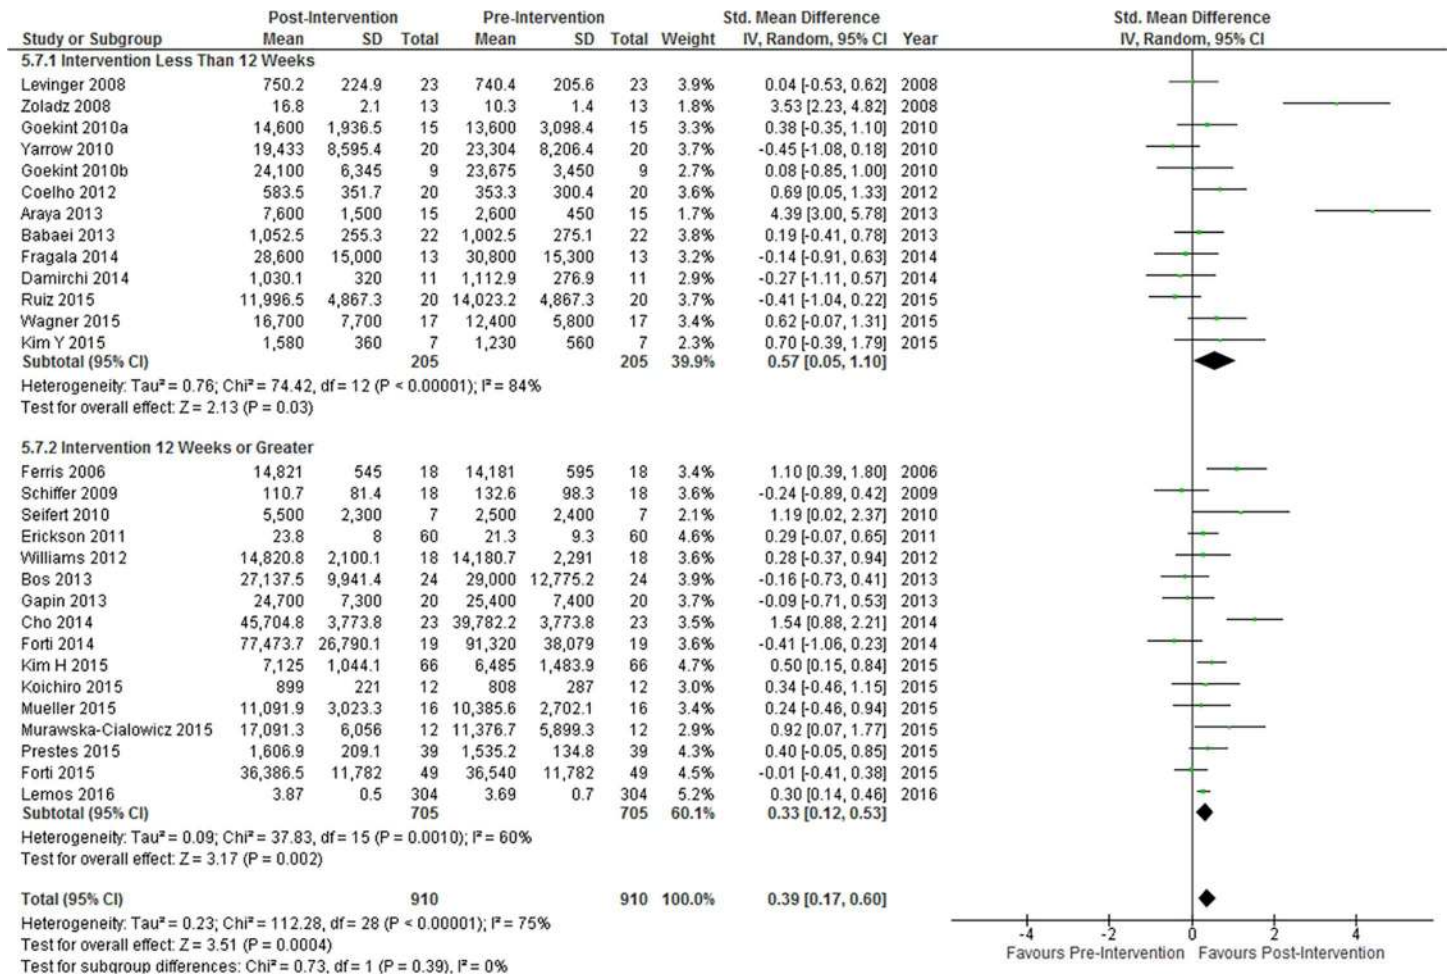 Post-Intervention Pre-Intervention Std. Mean Difference Std. Mean Difference
Study or Subgroup Mean SD Total Mean SD Total Weight IV, Random, 95% CI Year IV, Random, 95% CI
5.7.1 Intervention Less Than 12 Weeks
Levinger 2008 750.2 224.9 23 740.4 205.6 23 3.9% 0.04 [-0.53, 0.62] 2008
Zoladz 2008 16.8 2.1 13 10.3 1.4 13 1.8% 3.53 [2.23, 4.82] 2008
Goekint 2010a 14,600 1,936.5 15 13,600 3,098.4 15 3.3% 0.38 [-0.35, 1.10] 2010
Yarrow 2010 19,433 8,595.4 20 23,304 8,206.4 20 3.7% -0.45 [-1.08, 0.18] 2010
Goekint 2010b 24,100 6,345 9 23,675 3,450 9 2.7% 0.08 [-0.85, 1.00] 2010
Coelho 2012 583.5 351.7 20 353.3 300.4 20 3.6% 0.69 [0.05, 1.33] 2012
Araya 2013 7,600 1,500 15 2,600 450 15 1.7% 4.39 [3.00, 5.78] 2013
Babaei 2013 1,052.5 255.3 22 1,002.5 275.1 22 3.8% 0.19 [-0.41, 0.78] 2013
Fragala 2014 28,600 15,000 13 30,800 15,300 13 3.2% -0.14 [-0.91, 0.63] 2014
Damirchi 2014 1,030.1 320 11 1,112.9 276.9 11 2.9% -0.27 [-1.11, 0.57] 2014
Ruiz 2015 11,996.5 4,867.3 20 14,023.2 4,867.3 20 3.7% -0.41 [-1.04, 0.22] 2015
Wagner 2015 16,700 7,700 17 12,400 5,800 17 3.4% 0.62 [-0.07, 1.31] 2015
Kim Y 2015 1,580 360 7 1,230 560 7 2.3% 0.70 [-0.39, 1.79] 2015
Subtotal (95% CI) 205 205 39.9% 0.57 [0.05, 1.10]
Heterogeneity: Tau² = 0.76; Chi² = 74.42, df = 12 (P < 0.00001); I² = 84%
Test for overall effect: Z = 2.13 (P = 0.03)
5.7.2 Intervention 12 Weeks or Greater
Ferris 2006 14,821 545 18 14,181 595 18 3.4% 1.10 [0.39, 1.80] 2006
Schiffer 2009 110.7 81.4 18 132.6 98.3 18 3.6% -0.24 [-0.89, 0.42] 2009
Seifert 2010 5,500 2,300 7 2,500 2,400 7 2.1% 1.19 [0.02, 2.37] 2010
Erickson 2011 23.8 8 60 21.3 9.3 60 4.6% 0.29 [-0.07, 0.65] 2011
Williams 2012 14,820.8 2,100.1 18 14,180.7 2,291 18 3.6% 0.28 [-0.37, 0.94] 2012
Bos 2013 27,137.5 9,941.4 24 29,000 12,775.2 24 3.9% -0.16 [-0.73, 0.41] 2013
Gapin 2013 24,700 7,300 20 25,400 7,400 20 3.7% -0.09 [-0.71, 0.53] 2013
Cho 2014 45,704.8 3,773.8 23 39,782.2 3,773.8 23 3.5% 1.54 [0.88, 2.21] 2014
Forti 2014 77,473.7 26,790.1 19 91,320 38,079 19 3.6% -0.41 [-1.06, 0.23] 2014
Kim H 2015 7,125 1,044.1 66 6,485 1,483.9 66 4.7% 0.50 [0.15, 0.84] 2015
Koichiro 2015 899 221 12 808 287 12 3.0% 0.34 [-0.46, 1.15] 2015
Mueller 2015 11,091.9 3,023.3 16 10,385.6 2,702.1 16 3.4% 0.24 [-0.46, 0.94] 2015
Murawska-Cialowicz 2015 17,091.3 6,056 12 11,376.7 5,899.3 12 2.9% 0.92 [0.07, 1.77] 2015
Prestes 2015 1,606.9 209.1 39 1,535.2 134.8 39 4.3% 0.40 [-0.05, 0.85] 2015
Forti 2015 36,386.5 11,782 49 36,540 11,782 49 4.5% -0.01 [-0.41, 0.38] 2015
Lemos 2016 3.87 0.5 304 3.69 0.7 304 5.2% 0.30 [0.14, 0.46] 2016
Subtotal (95% CI) 705 705 60.1% 0.33 [0.12, 0.53]
Heterogeneity: Tau² = 0.09; Chi² = 37.83, df = 15 (P = 0.0010); I² = 60%
Test for overall effect: Z = 3.17 (P = 0.002)
Total (95% CI) 910 910 100.0% 0.39 [0.17, 0.60]
Heterogeneity: Tau² = 0.23; Chi² = 112.28, df = 28 (P < 0.00001); I² = 75%
Test for overall effect: Z = 3.51 (P = 0.0004)
Test for subgroup differences: Chi² = 0.73, df = 1 (P = 0.39), I² = 0%
-4 -2 0 2 4
Favours Pre-Intervention Favours Post-Intervention